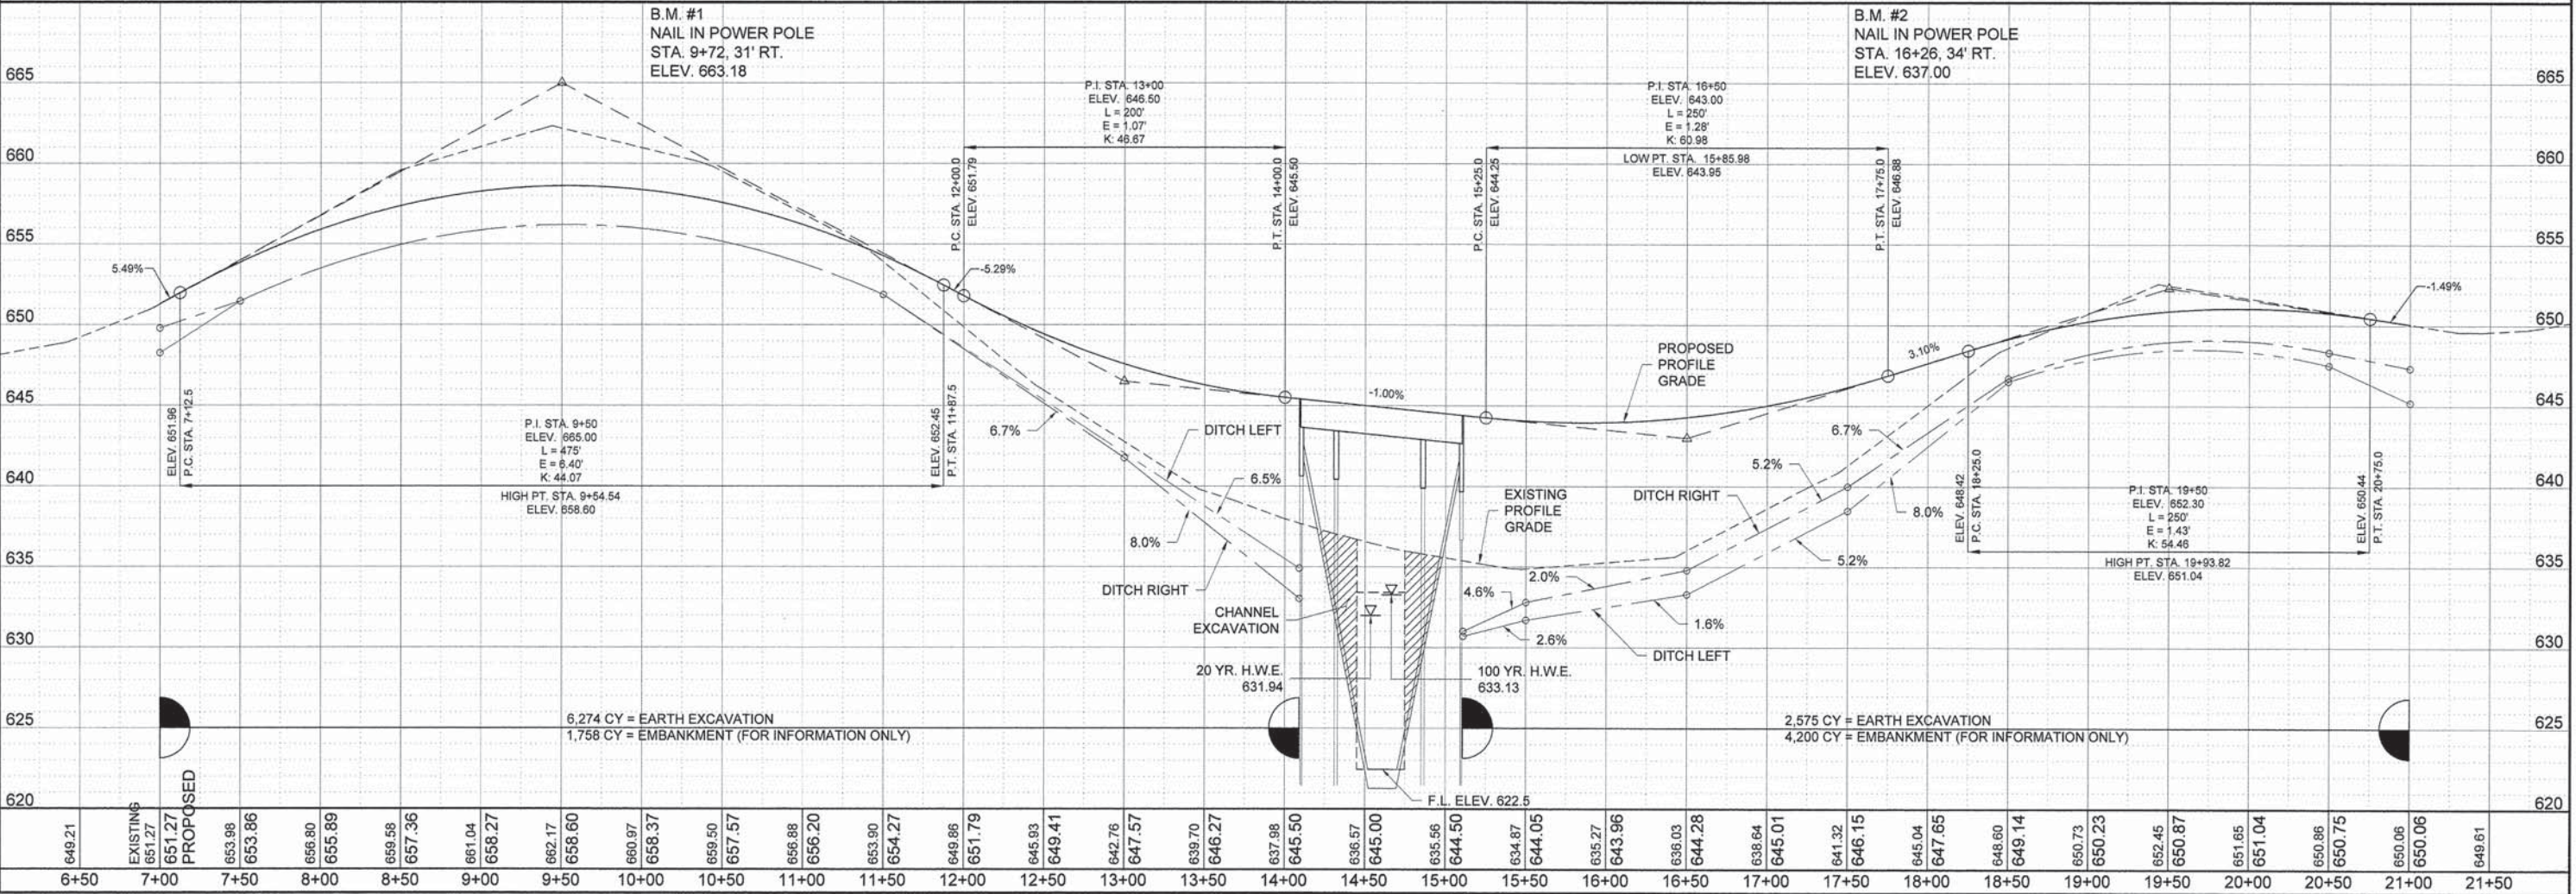 B.M. #1
NAIL IN POWER POLE
STA. 9+72, 31' RT.
ELEV. 663.18
B.M. #2
NAIL IN POWER POLE
STA. 16+26, 34' RT.
ELEV. 637.00
665
665
P.I. STA. 13+00
ELEV. 646.50
L = 200'
E = 1.07'
K: 46.67
P.I. STA. 16+50
ELEV. 643.00
L = 250'
E = 1.28'
K: 60.98
LOW PT. STA. 15+85.98
ELEV. 643.95
660
660
P.C. STA. 12+00.0
ELEV. 651.79
P.T. STA. 14+00.0
ELEV. 645.50
P.C. STA. 15+25.0
ELEV. 644.25
P.T. STA. 17+75.0
ELEV. 646.88
655
655
5.49%
-5.29%
-1.49%
650
650
PROPOSED
PROFILE
GRADE
3.10%
-1.00%
645
645
ELEV. 651.96
P.C. STA. 7+12.5
P.I. STA. 9+50
ELEV. 665.00
L = 475'
E = 6.40'
K: 44.07
HIGH PT. STA. 9+54.54
ELEV. 658.60
ELEV. 652.45
P.T. STA. 11+87.5
6.7%
DITCH LEFT
6.5%
8.0%
DITCH RIGHT
EXISTING
PROFILE
GRADE
DITCH RIGHT
5.2%
6.7%
8.0%
5.2%
ELEV. 648.42
P.C. STA. 18+25.0
P.I. STA. 19+50
ELEV. 652.30
L = 250'
E = 1.43'
K: 54.46
HIGH PT. STA. 19+93.82
ELEV. 651.04
ELEV. 650.44
P.T. STA. 20+75.0
640
640
635
635
CHANNEL
EXCAVATION
4.6%
2.0%
2.6%
1.6%
DITCH LEFT
630
630
20 YR. H.W.E.
631.94
100 YR. H.W.E.
633.13
625
625
6,274 CY = EARTH EXCAVATION
1,758 CY = EMBANKMENT (FOR INFORMATION ONLY)
2,575 CY = EARTH EXCAVATION
4,200 CY = EMBANKMENT (FOR INFORMATION ONLY)
F.L. ELEV. 622.5
620
620
649.21
EXISTING
651.27
651.27
PROPOSED
653.98
653.86
656.80
655.89
659.58
657.36
661.04
658.27
662.17
658.60
660.97
658.37
659.50
657.57
656.88
656.20
653.90
654.27
649.86
651.79
645.93
649.41
642.76
647.57
639.70
646.27
637.98
645.50
636.57
645.00
635.56
644.50
634.87
644.05
635.27
643.96
636.03
644.28
638.64
645.01
641.32
646.15
645.04
647.65
648.60
649.14
650.73
650.23
652.45
650.87
651.65
651.04
650.86
650.75
650.06
650.06
649.61
6+50 7+00 7+50 8+00 8+50 9+00 9+50 10+00 10+50 11+00 11+50 12+00 12+50 13+00 13+50 14+00 14+50 15+00 15+50 16+00 16+50 17+00 17+50 18+00 18+50 19+00 19+50 20+00 20+50 21+00 21+50